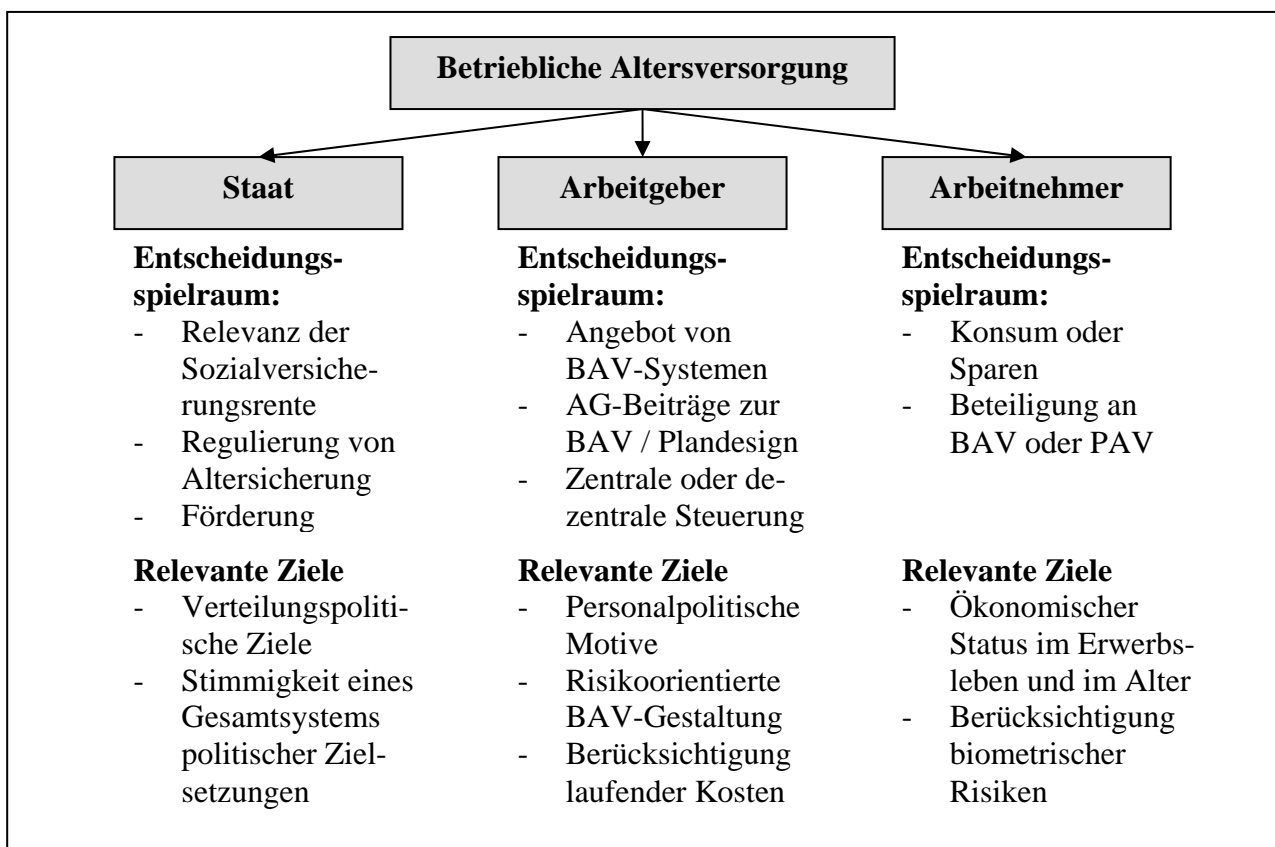 Betriebliche Altersversorgung
Staat
Entscheidungs-
spielraum:
- Relevanz der
Sozialversiche-
rungsrente
- Regulierung von
Altersicherung
- Förderung
Relevante Ziele
- Verteilungspoliti-
sche Ziele
- Stimmigkeit eines
Gesamtsystems
politischer Ziel-
setzungen
Arbeitgeber
Entscheidungs-
spielraum:
- Angebot von
BAV-Systemen
- AG-Beiträge zur
BAV / Plandesign
- Zentrale oder de-
zentrale Steuerung
Relevante Ziele
- Personalpolitische
Motive
- Risikoorientierte
BAV-Gestaltung
- Berücksichtigung
laufender Kosten
Arbeitnehmer
Entscheidungs-
spielraum:
- Konsum oder
Sparen
- Beteiligung an
BAV oder PAV
Relevante Ziele
- Ökonomischer
Status im Erwerbs-
leben und im Alter
- Berücksichtigung
biometrischer
Risiken